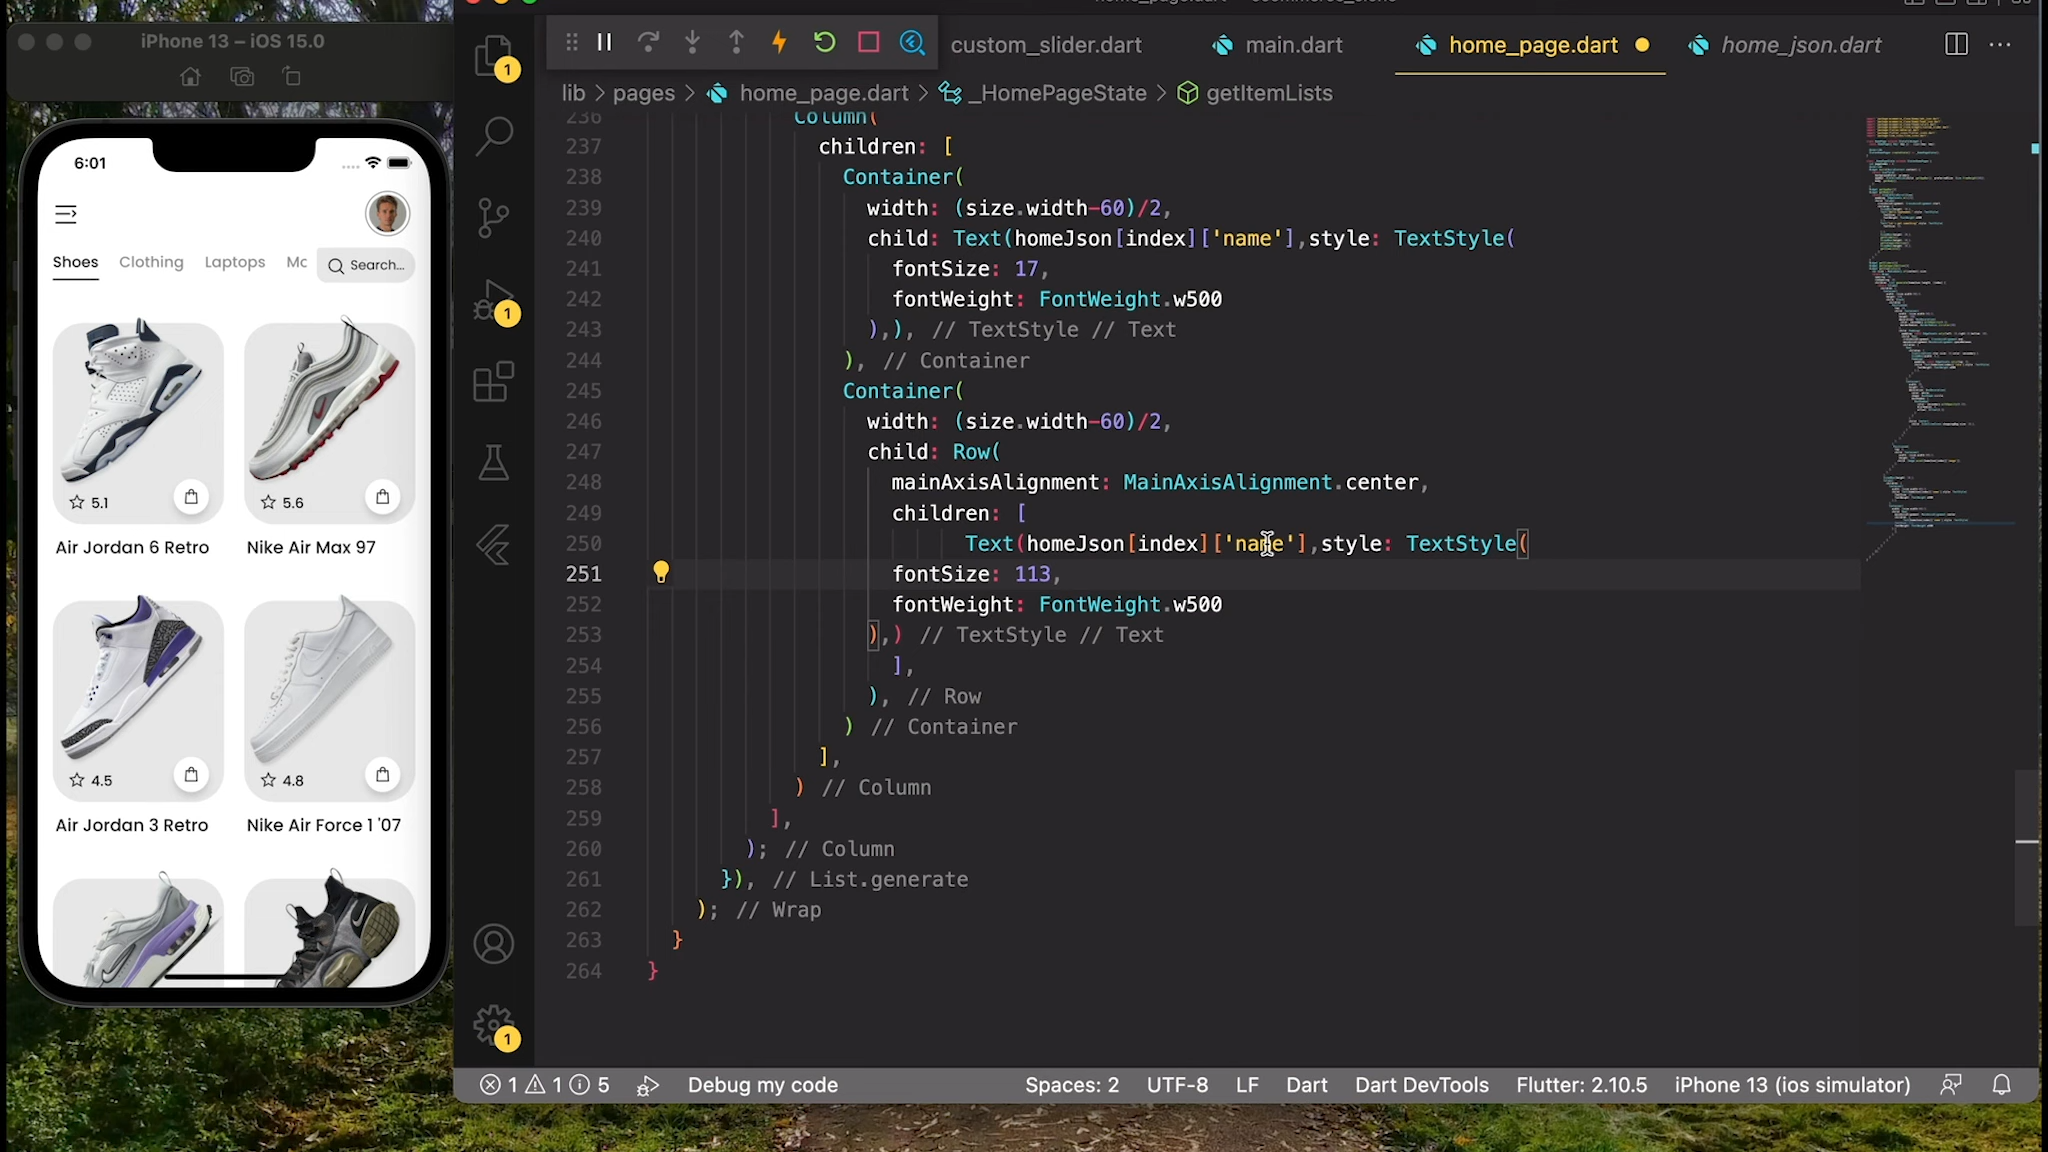 iPhone 13 – iOS 15.0
6:01
Shoes Clothing Laptops Mc Search...
5.1
5.6
Air Jordan 6 Retro Nike Air Max 97
4.5
4.8
Air Jordan 3 Retro Nike Air Force 1 '07
1
1
1
custom_slider.dart main.dart home_page.dart home_json.dart
lib > pages > home_page.dart > _HomePageState > getItemLists
236 Column(
237 children: [
238 Container(
239 width: (size.width-60)/2,
240 child: Text(homeJson[index]['name'],style: TextStyle(
241 fontSize: 17,
242 fontWeight: FontWeight.w500
243 ),), // TextStyle // Text
244 ), // Container
245 Container(
246 width: (size.width-60)/2,
247 child: Row(
248 mainAxisAlignment: MainAxisAlignment.center,
249 children: [
250 Text(homeJson[index]['name'],style: TextStyle(
251 fontSize: 113,
252 fontWeight: FontWeight.w500
253 ),) // TextStyle // Text
254 ],
255 ), // Row
256 ) // Container
257 ],
258 ) // Column
259 ],
260 ); // Column
261 }), // List.generate
262 ); // Wrap
263 }
264 }
1 1 5 Debug my code Spaces: 2 UTF-8 LF Dart Dart DevTools Flutter: 2.10.5 iPhone 13 (ios simulator)